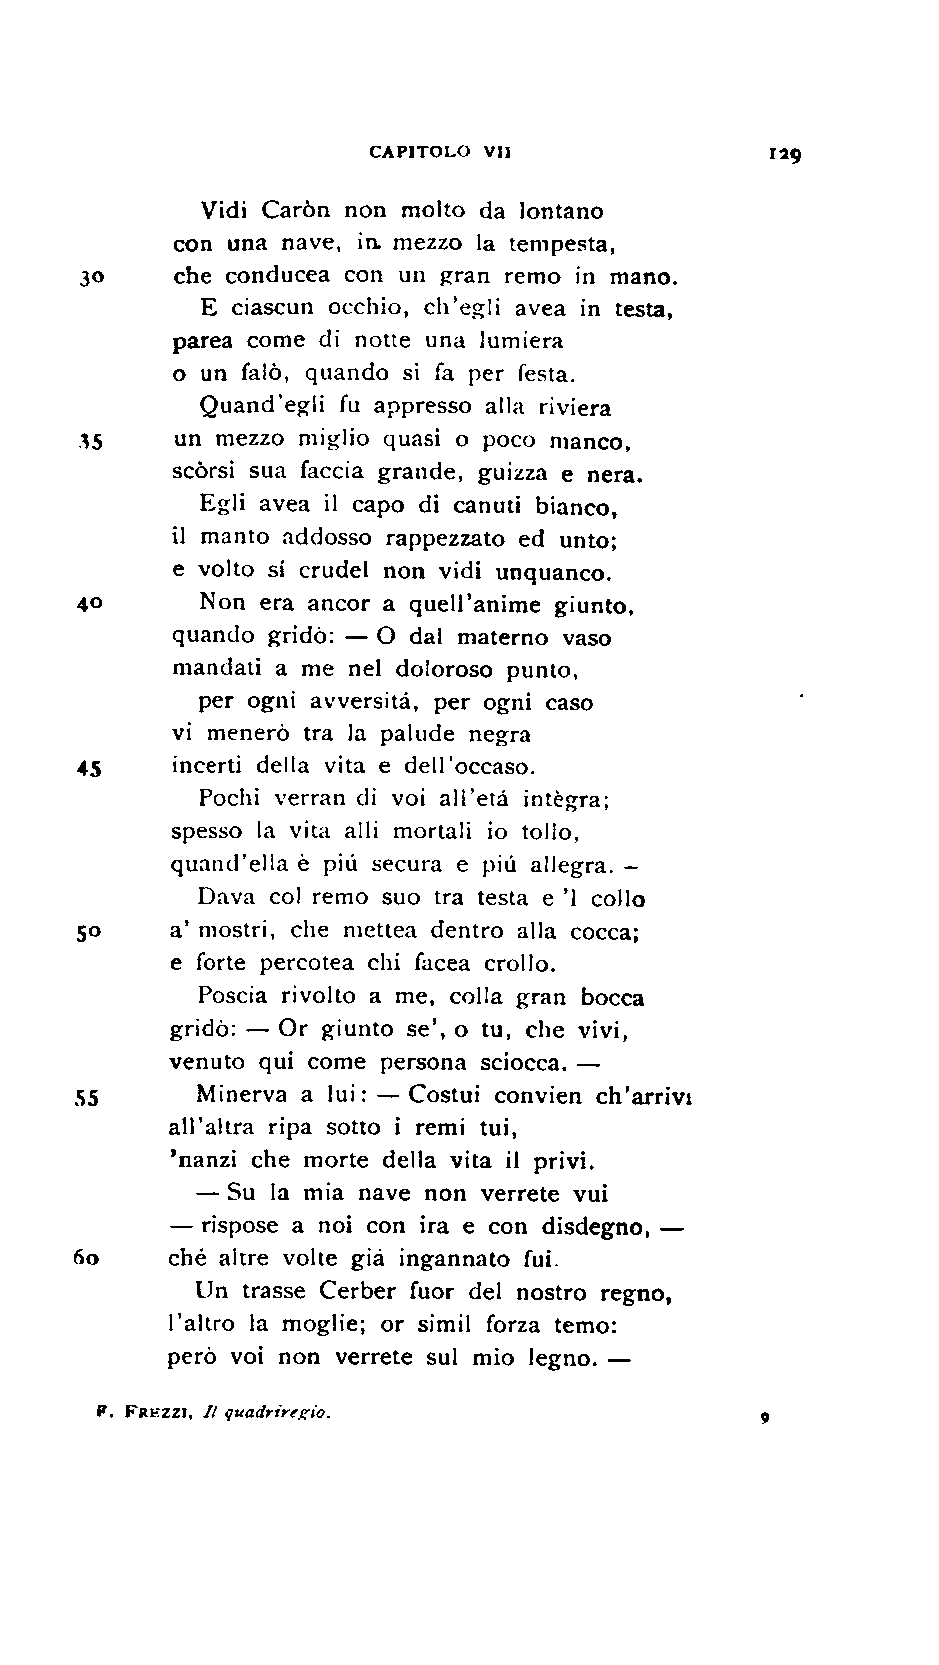 CAPITOLO VII 129
Vidi Caròn non molto da lontano
con una nave, in mezzo la tempesta,
30 che conducea con un gran remo in mano.
E ciascun occhio, ch'egli avea in testa,
parea come di notte una lumiera
o un falò, quando si fa per festa.
Quand'egli fu appresso alla riviera
35 un mezzo miglio quasi o poco manco,
scòrsi sua faccia grande, guizza e nera.
Egli avea il capo di canuti bianco,
il manto addosso rappezzato ed unto;
e volto sí crudel non vidi unquanco.
40 Non era ancor a quell'anime giunto,
quando gridò: — O dal materno vaso
mandati a me nel doloroso punto,
per ogni avversitá, per ogni caso
vi menerò tra la palude negra
45 incerti della vita e dell'occaso.
Pochi verran di voi all'etá intègra;
spesso la vita alli mortali io tollo,
quand'ella è piú secura e piú allegra. —
Dava col remo suo tra testa e 'l collo
50 a' mostri, che mettea dentro alla cocca;
e forte percotea chi facea crollo.
Poscia rivolto a me, colla gran bocca
gridò: — Or giunto se', o tu, che vivi,
venuto qui come persona sciocca. —
55 Minerva a lui: — Costui convien ch'arrivi
all'altra ripa sotto i remi tui,
'nanzi che morte della vita il privi.
— Su la mia nave non verrete vui
— rispose a noi con ira e con disdegno, —
60 ché altre volte giá ingannato fui.
Un trasse Cerber fuor del nostro regno,
l'altro la moglie; or simil forza temo:
però voi non verrete sul mio legno. —
F. FREZZI, Il quadriregio. 9